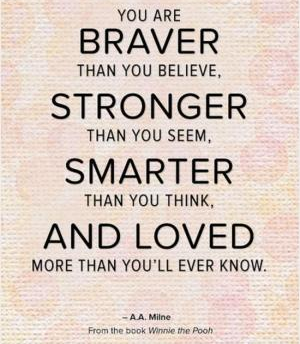 YOU ARE
BRAVER
THAN YOU BELIEVE,
STRONGER
THAN YOU SEEM,
SMARTER
THAN YOU THINK,
AND LOVED
MORE THAN YOU'LL EVER KNOW.
– A.A. Milne
From the book Winnie the Pooh